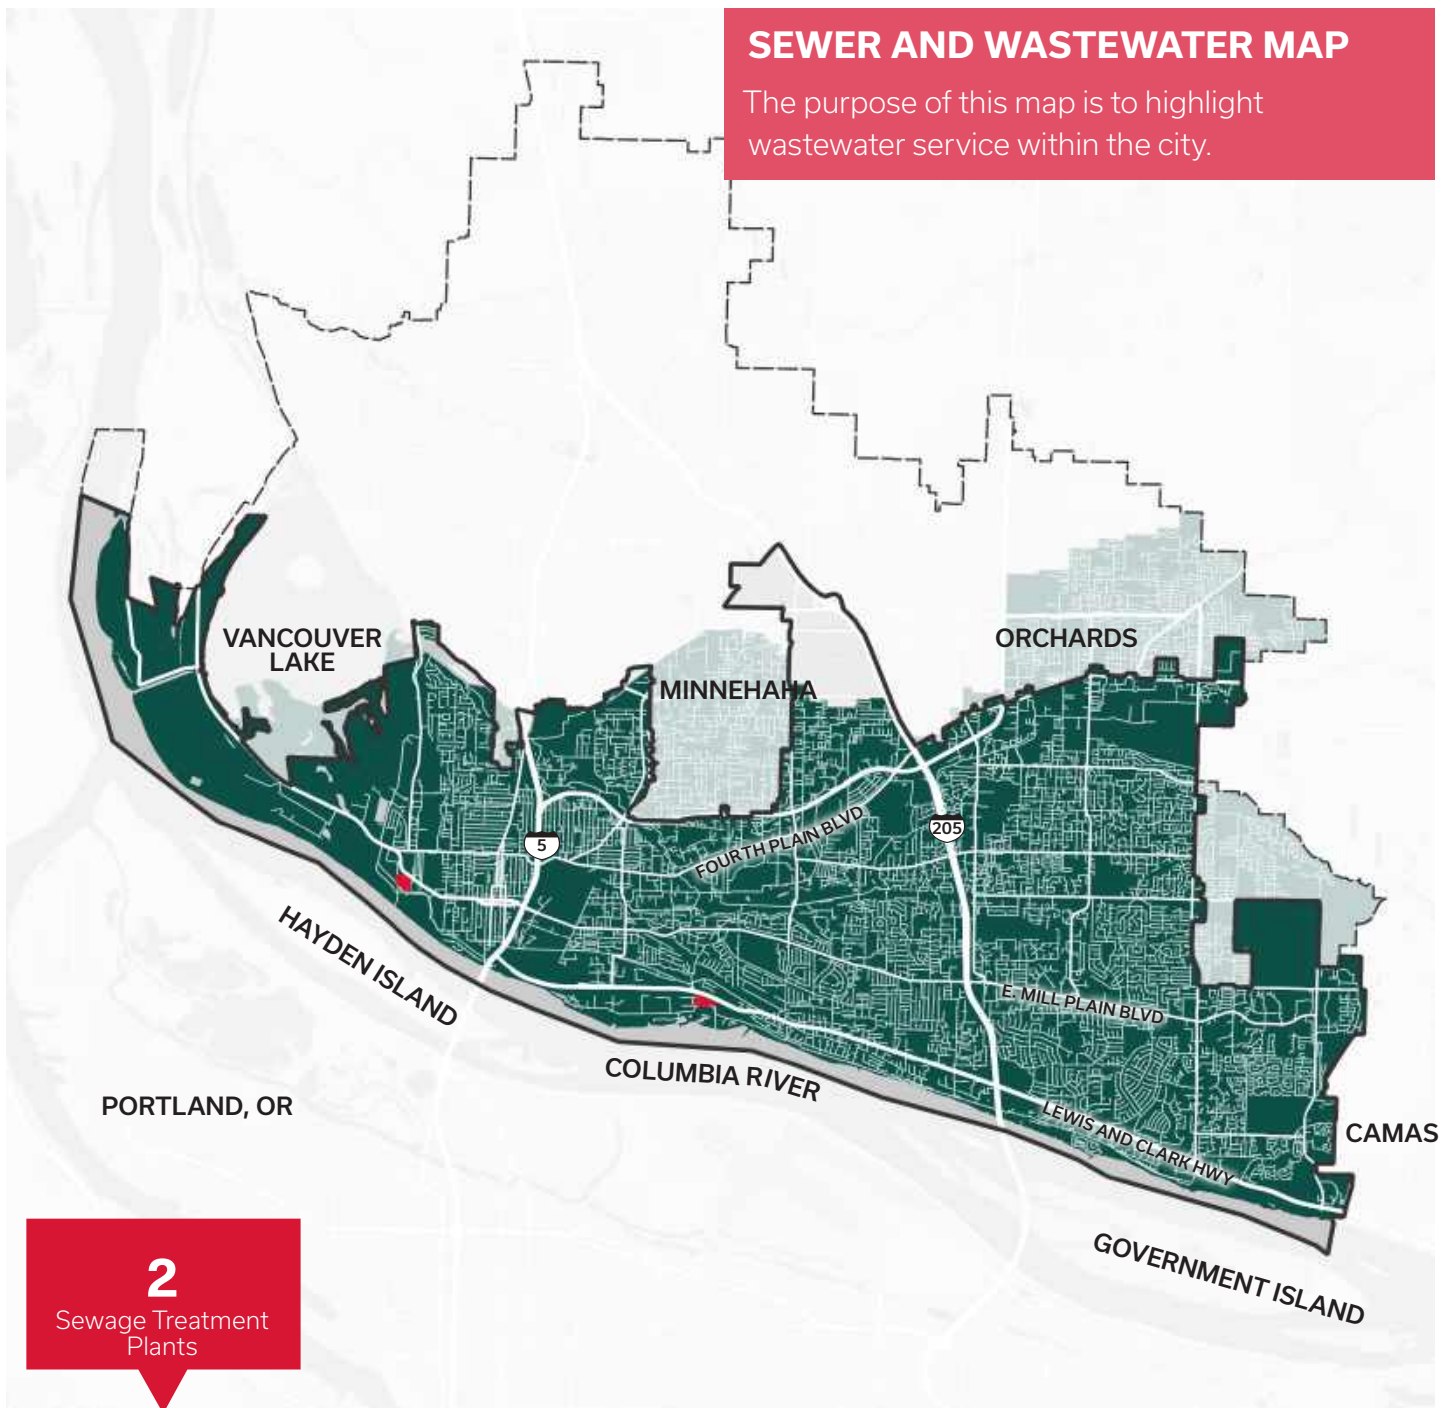 SEWER AND WASTEWATER MAP
The purpose of this map is to highlight
wastewater service within the city.
VANCOUVER
LAKE
MINNEHAHA
ORCHARDS
5
205
FOURTH PLAIN BLVD
HAYDEN ISLAND
E. MILL PLAIN BLVD
COLUMBIA RIVER
PORTLAND, OR
LEWIS AND CLARK HWY
CAMAS
GOVERNMENT ISLAND
2
Sewage Treatment
Plants